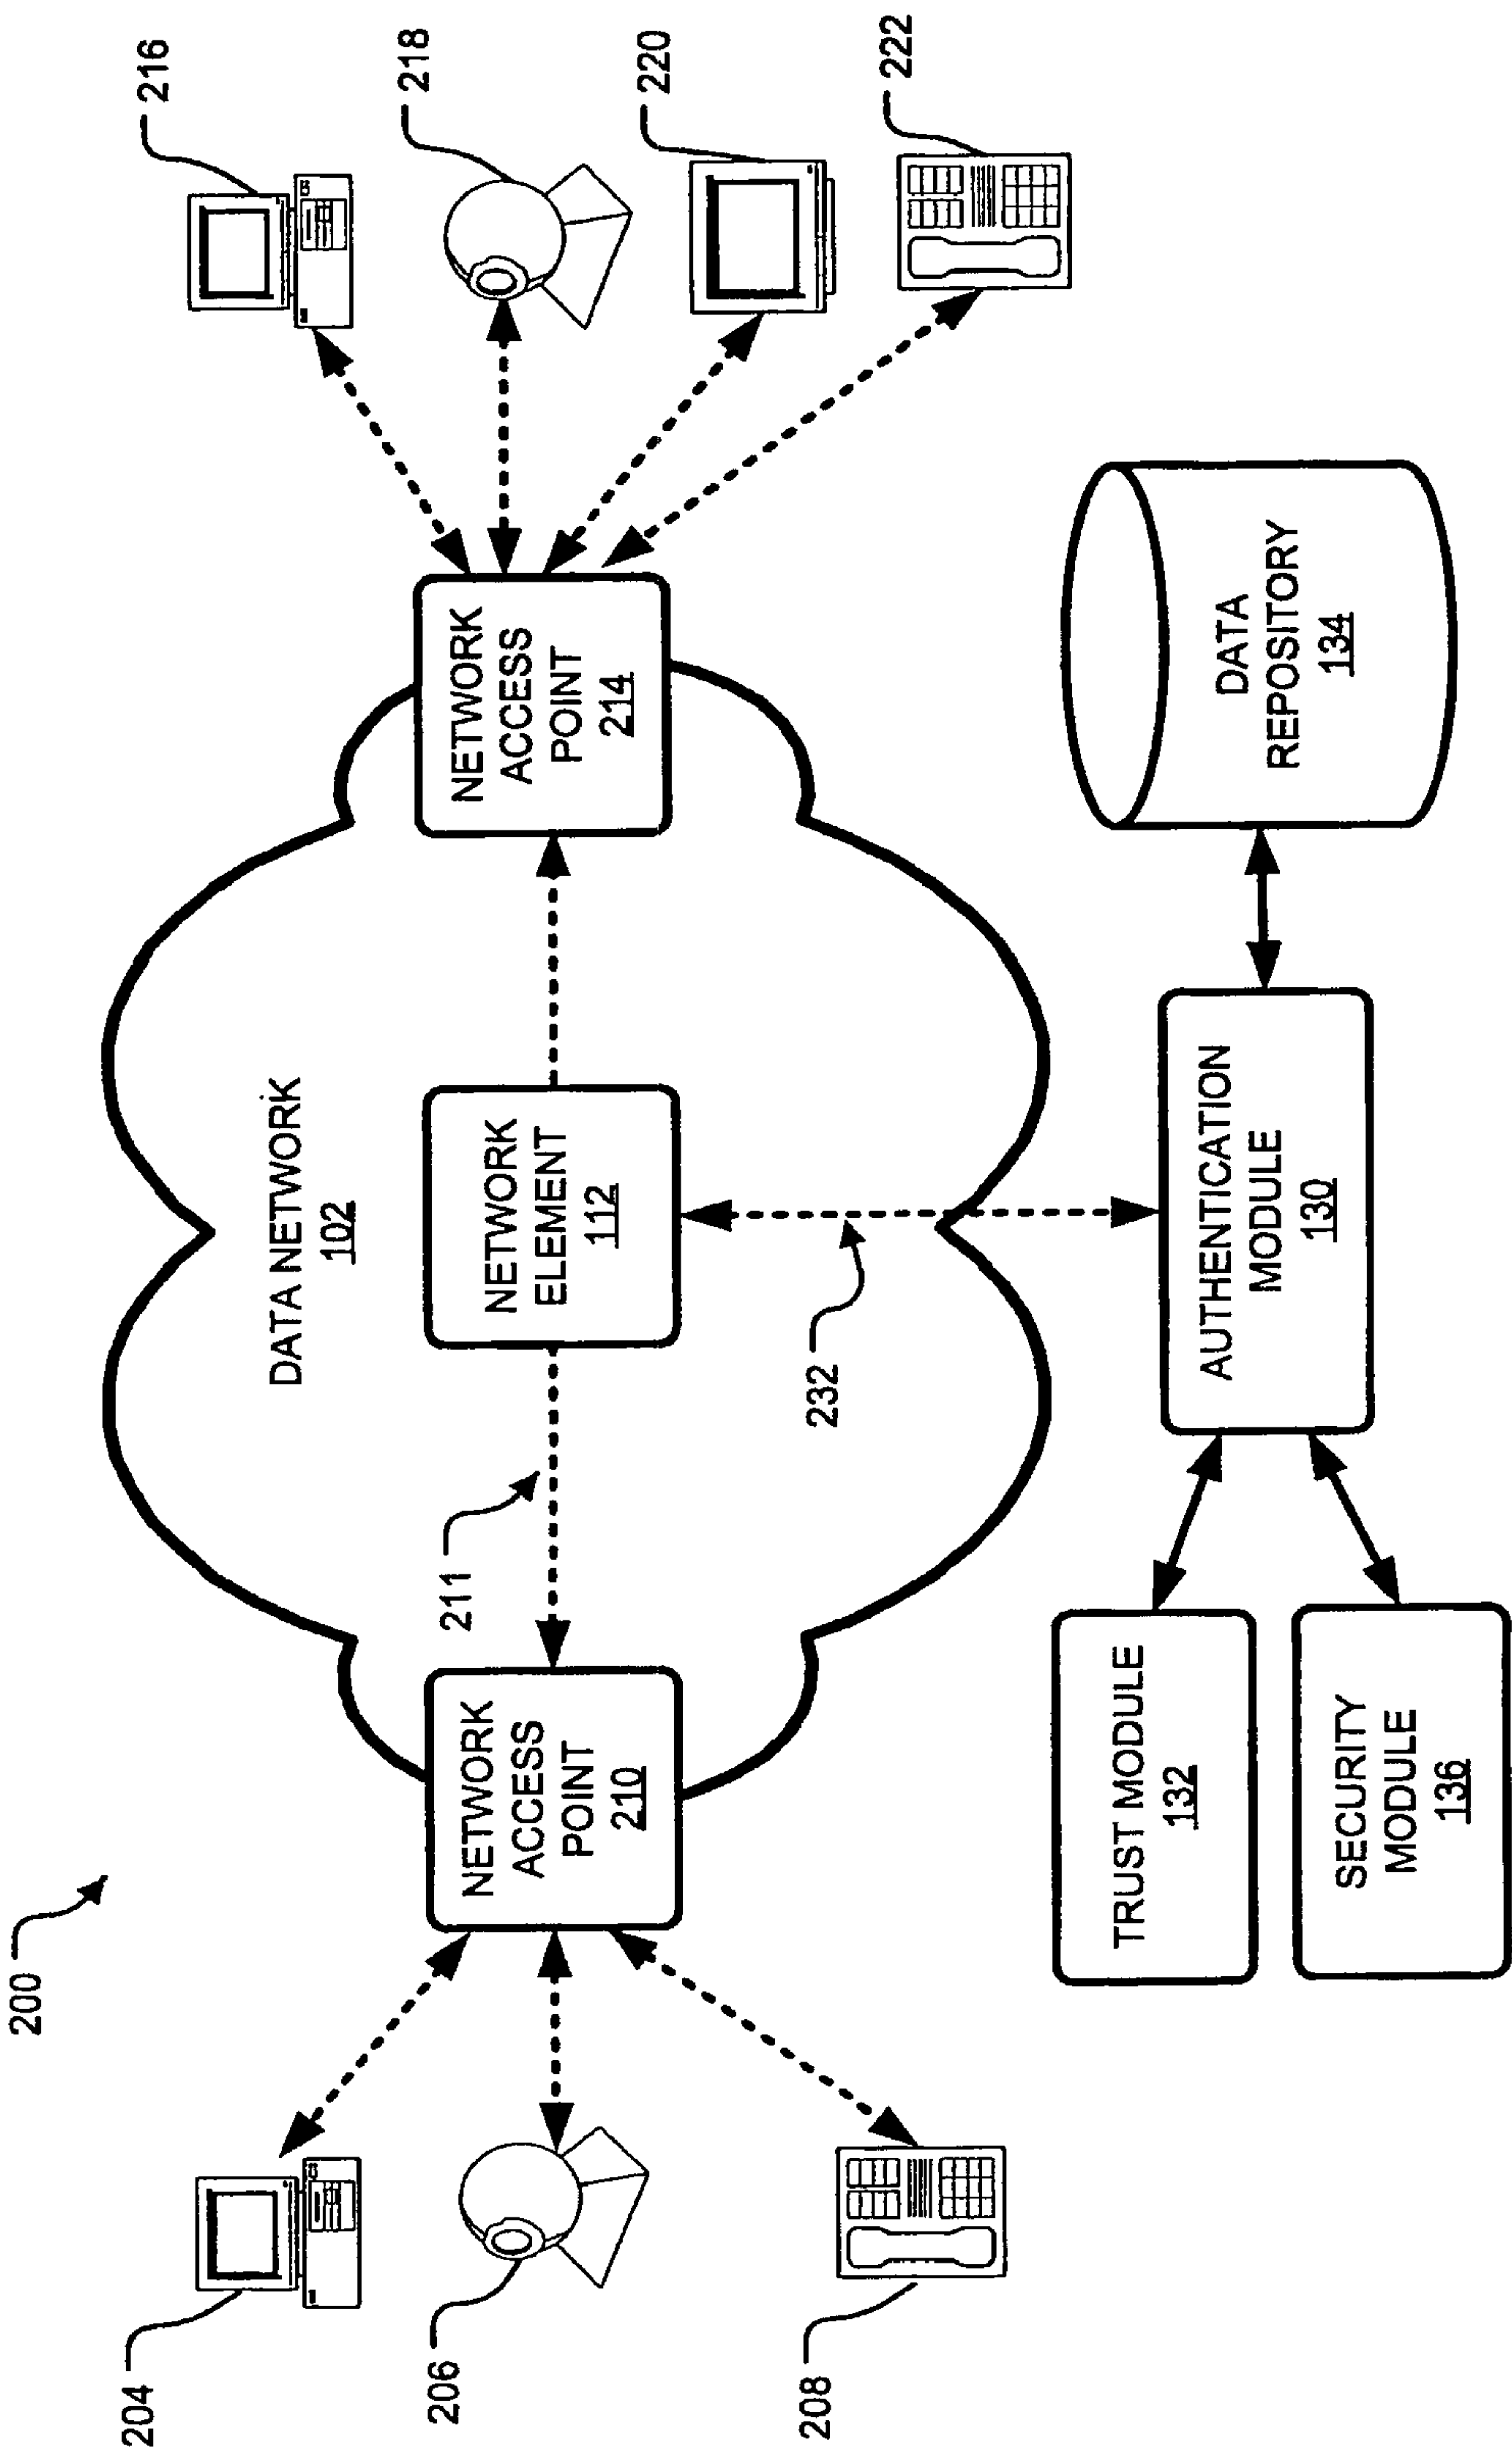 200
204
206
208
NETWORK
ACCESS
POINT
210
211
DATA NETWORK
102
NETWORK
ELEMENT
112
232
NETWORK
ACCESS
POINT
214
216
218
220
222
TRUST MODULE
132
SECURITY
MODULE
136
AUTHENTICATION
MODULE
130
DATA
REPOSITORY
134